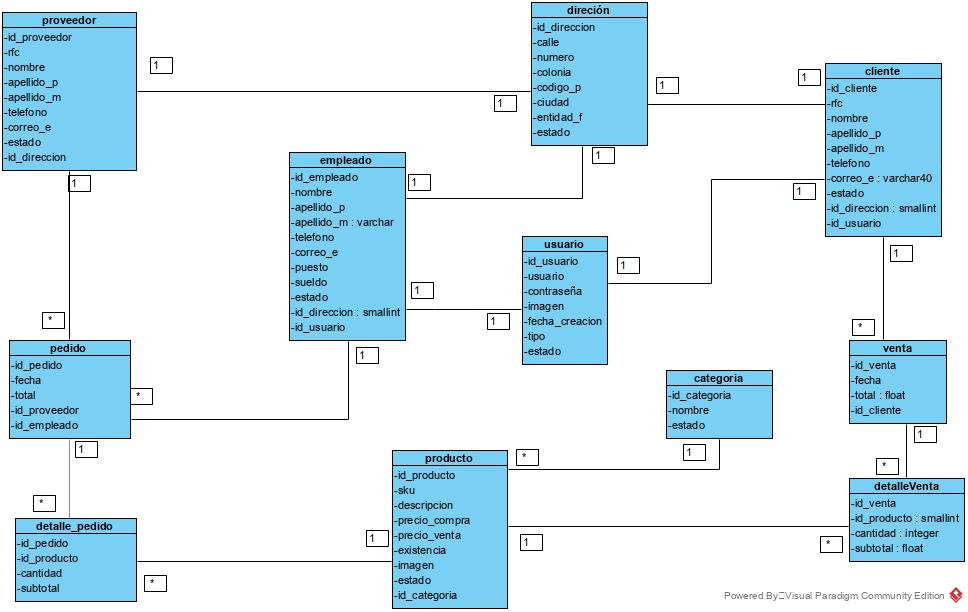 proveedor
-id_proveedor
-rfc
-nombre
-apellido_p
-apellido_m
-telefono
-correo_e
-estado
-id_direccion
1
1
direción
-id_direccion
-calle
-numero
-colonia
-codigo_p
-ciudad
-entidad_f
-estado
1
1
1
cliente
-id_cliente
-rfc
-nombre
-apellido_p
-apellido_m
-telefono
-correo_e : varchar40
-estado
-id_direccion : smallint
-id_usuario
1
1
empleado
-id_empleado
-nombre
-apellido_p
-apellido_m : varchar
-telefono
-correo_e
-puesto
-sueldo
-estado
-id_direccion : smallint
-id_usuario
1
1
1
1
usuario
-id_usuario
-usuario
-contraseña
-imagen
-fecha_creacion
-tipo
-estado
1
1
*
pedido
-id_pedido
-fecha
-total
-id_proveedor
-id_empleado
*
1
*
venta
-id_venta
-fecha
-total : float
-id_cliente
1
*
categoria
-id_categoria
-nombre
-estado
1
*
producto
-id_producto
-sku
-descripcion
-precio_compra
-precio_venta
-existencia
-imagen
-estado
-id_categoria
1
1
*
detalleVenta
-id_venta
-id_producto : smallint
-cantidad : integer
-subtotal : float
*
detalle_pedido
-id_pedido
-id_producto
-cantidad
-subtotal
*
Powered By Visual Paradigm Community Edition